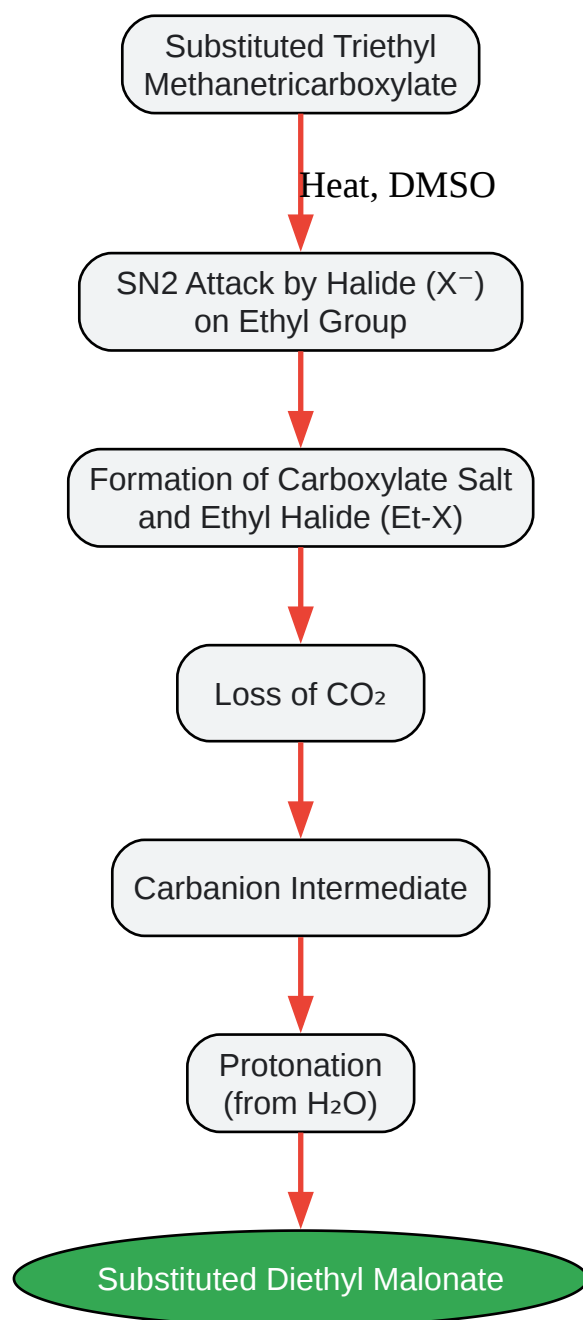 Substituted Triethyl
Methanetricarboxylate
Heat, DMSO
SN2 Attack by Halide (X⁻)
on Ethyl Group
Formation of Carboxylate Salt
and Ethyl Halide (Et-X)
Loss of CO₂
Carbanion Intermediate
Protonation
(from H₂O)
Substituted Diethyl Malonate